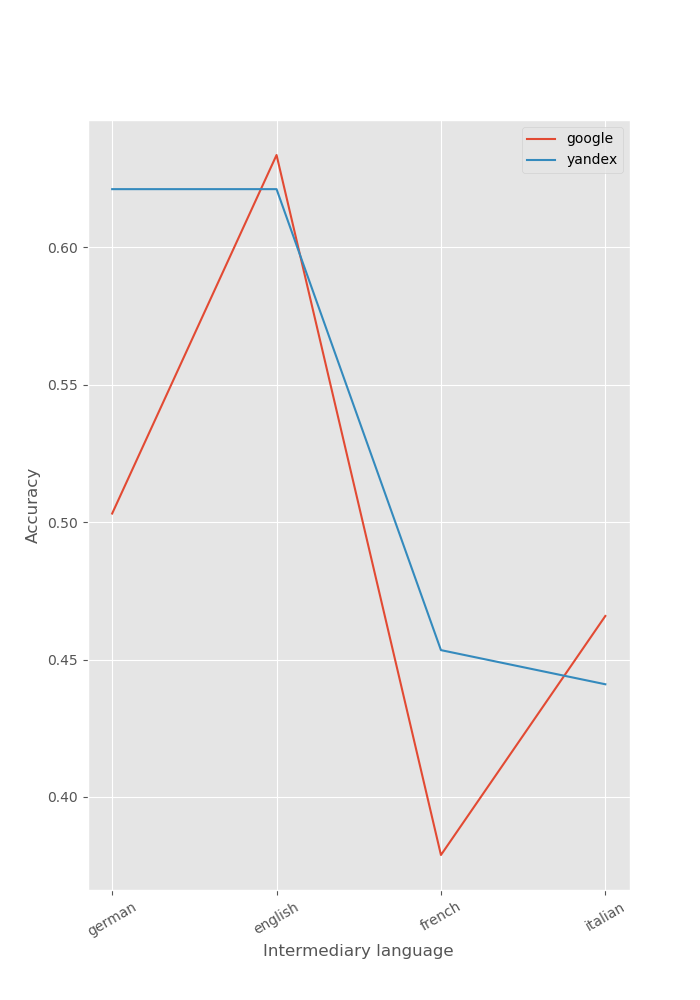 google
yandex
0.60
0.55
0.50
0.45
0.40
Accuracy
german
english
french
italian
Intermediary language